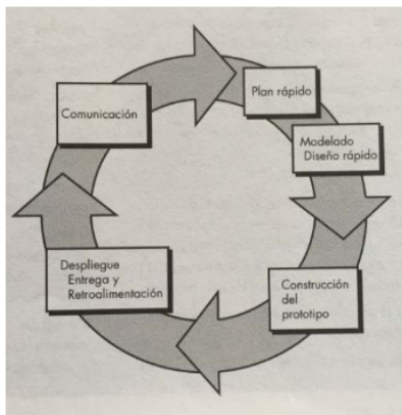 Comunicación
Plan rápido
Modelado
Diseño rápido
Construcción
del
prototipo
Despliegue
Entrega y
Retroalimentación